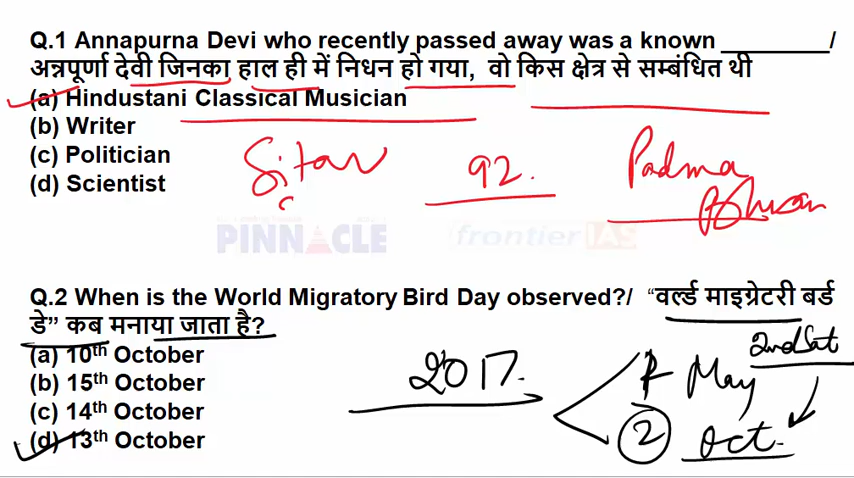 Q.1 Annapurna Devi who recently passed away was a known _________/
अन्नपूर्णा देवी जिनका हाल ही में निधन हो गया, वो किस क्षेत्र से सम्बंधित थी
(a) Hindustani Classical Musician
(b) Writer
(c) Politician
(d) Scientist
Sitar 92. Padma
Bhusan
PINNACLE frontier IAS
Q.2 When is the World Migratory Bird Day observed?/ “वर्ल्ड माइग्रेटरी बर्ड
डे” कब मनाया जाता है?
2nd Sat
(a) 10th October
2017. May
(b) 15th October
(c) 14th October
2 Oct.
(d) 13th October